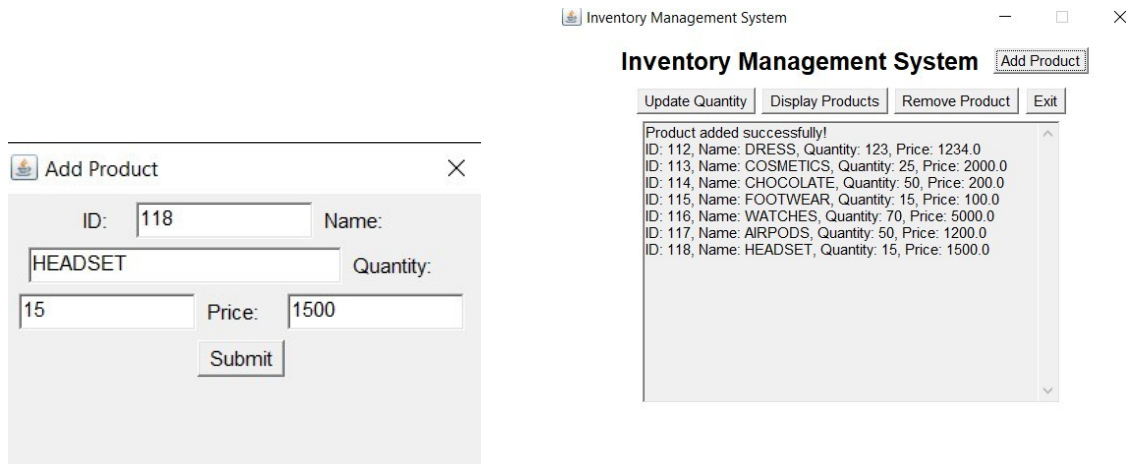 Add Product
ID: 118 Name:
HEADSET Quantity:
15 Price: 1500
Submit
Inventory Management System
Inventory Management System Add Product
Update Quantity Display Products Remove Product Exit
Product added successfully!
ID: 112, Name: DRESS, Quantity: 123, Price: 1234.0
ID: 113, Name: COSMETICS, Quantity: 25, Price: 2000.0
ID: 114, Name: CHOCOLATE, Quantity: 50, Price: 200.0
ID: 115, Name: FOOTWEAR, Quantity: 15, Price: 100.0
ID: 116, Name: WATCHES, Quantity: 70, Price: 5000.0
ID: 117, Name: AIRPODS, Quantity: 50, Price: 1200.0
ID: 118, Name: HEADSET, Quantity: 15, Price: 1500.0